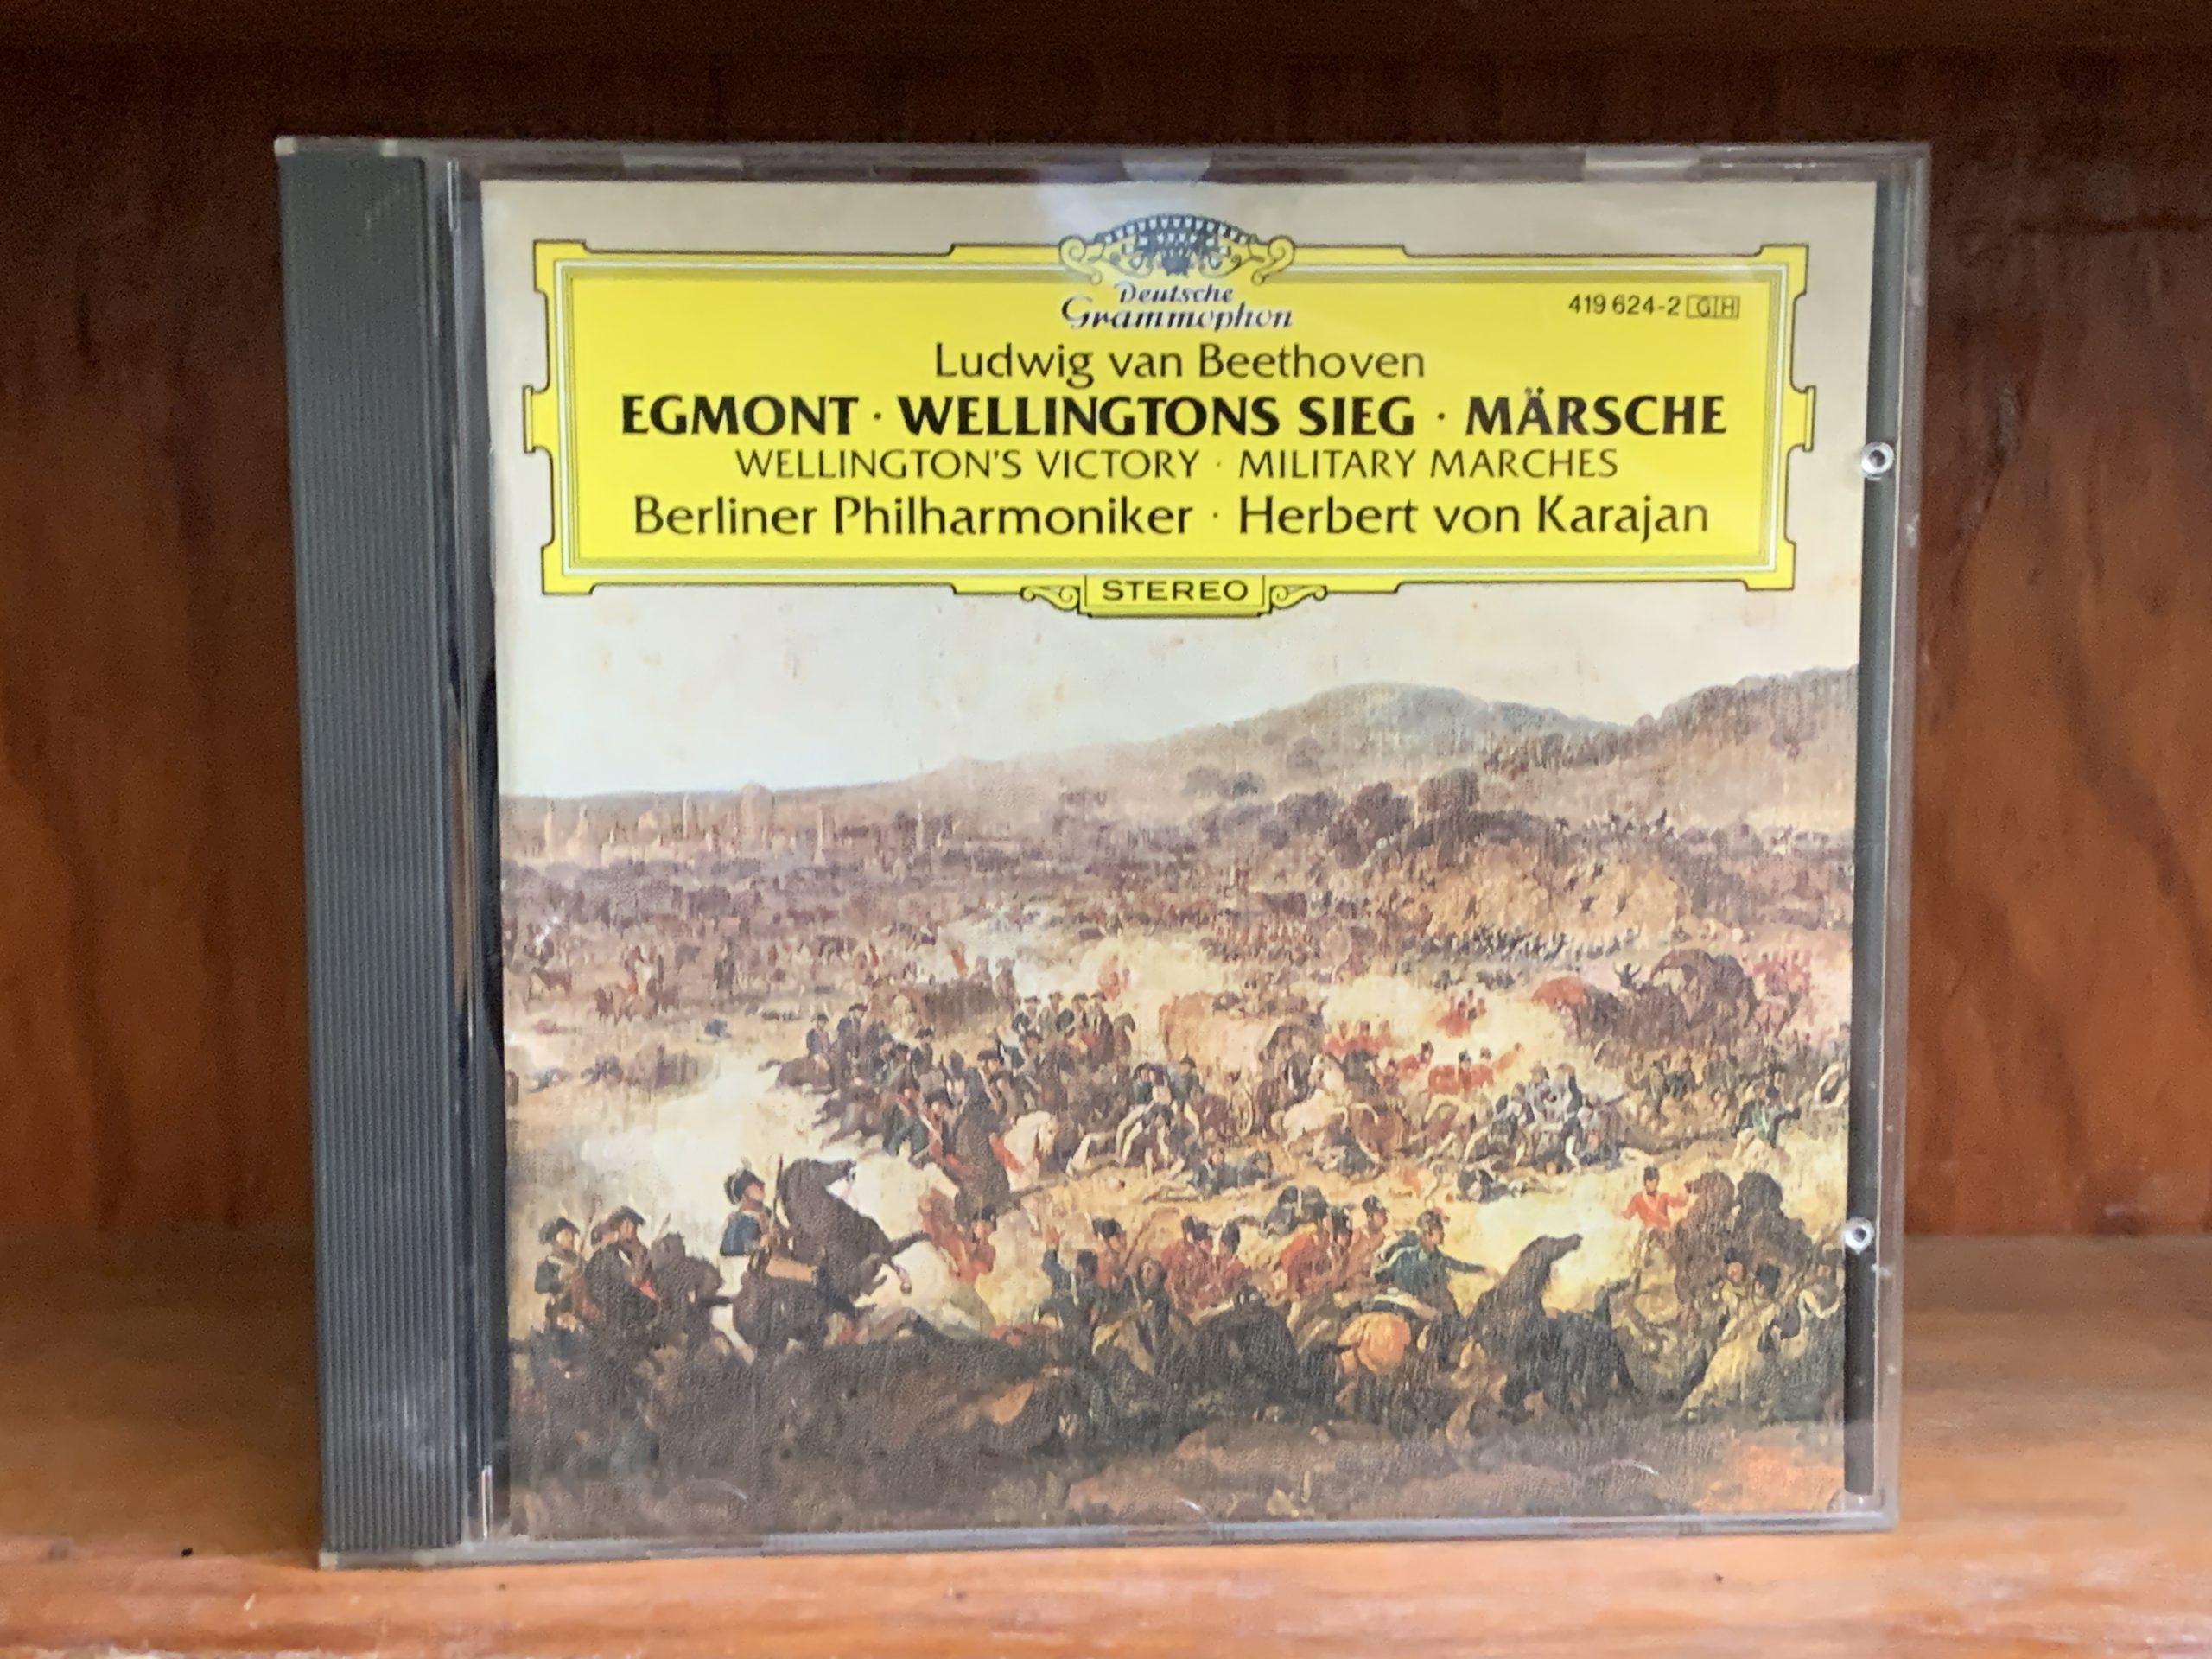 Deutsche
Grammophon
419 624-2 GH
Ludwig van Beethoven
EGMONT · WELLINGTONS SIEG · MÄRSCHE
WELLINGTON'S VICTORY · MILITARY MARCHES
Berliner Philharmoniker · Herbert von Karajan
STEREO